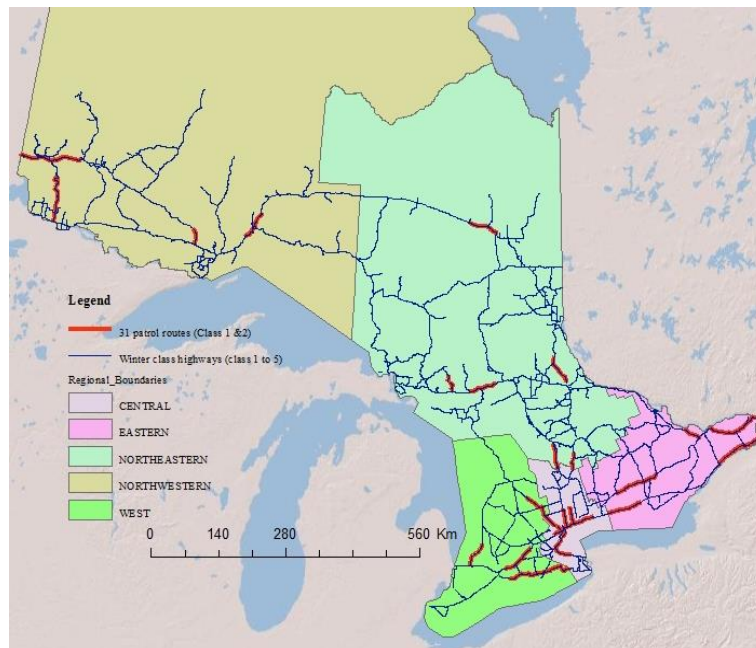 Legend
31 patrol routes (Class 1 &2)
Winter class highways (class 1 to 5)
Regional_Boundaries
CENTRAL
EASTERN
NORTHEASTERN
NORTHWESTERN
WEST
0 140 280 560 Km